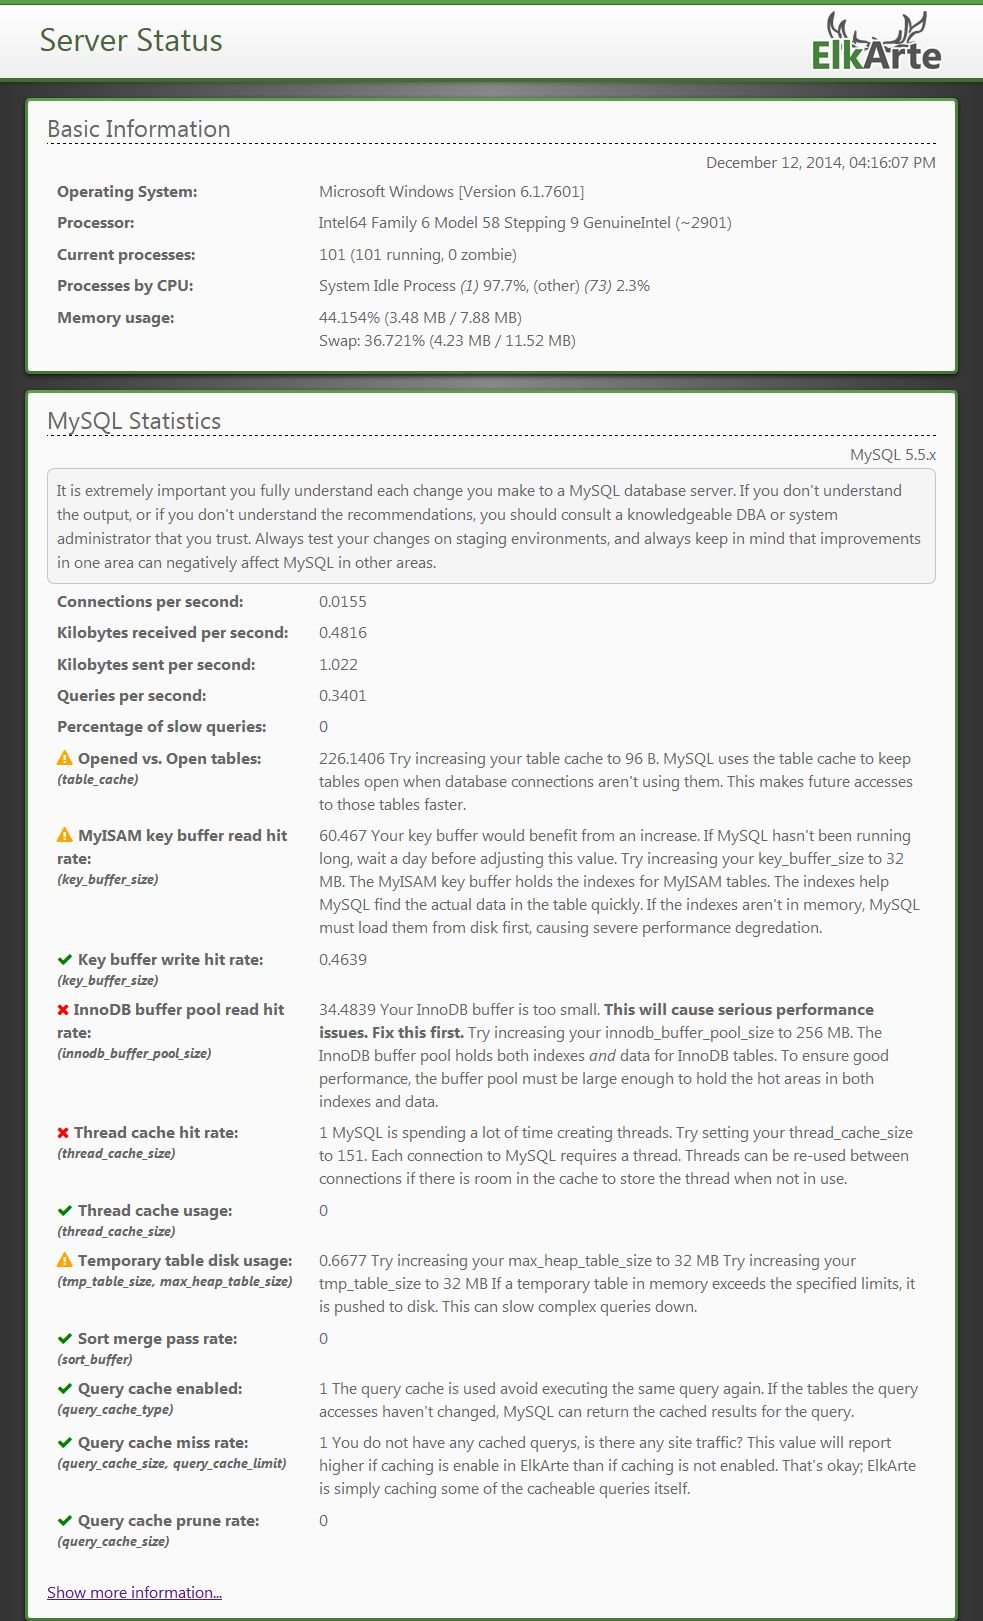 Server Status
ElkArte
Basic Information
December 12, 2014, 04:16:07 PM
Operating System: Microsoft Windows [Version 6.1.7601]
Processor: Intel64 Family 6 Model 58 Stepping 9 GenuineIntel (~2901)
Current processes: 101 (101 running, 0 zombie)
Processes by CPU: System Idle Process (1) 97.7%, (other) (73) 2.3%
Memory usage: 44.154% (3.48 MB / 7.88 MB)
Swap: 36.721% (4.23 MB / 11.52 MB)
MySQL Statistics
MySQL 5.5.x
It is extremely important you fully understand each change you make to a MySQL database server. If you don't understand
the output, or if you don't understand the recommendations, you should consult a knowledgeable DBA or system
administrator that you trust. Always test your changes on staging environments, and always keep in mind that improvements
in one area can negatively affect MySQL in other areas.
Connections per second: 0.0155
Kilobytes received per second: 0.4816
Kilobytes sent per second: 1.022
Queries per second: 0.3401
Percentage of slow queries: 0
Opened vs. Open tables:
(table_cache)
226.1406 Try increasing your table cache to 96 B. MySQL uses the table cache to keep
tables open when database connections aren't using them. This makes future accesses
to those tables faster.
MyISAM key buffer read hit
rate:
(key_buffer_size)
60.467 Your key buffer would benefit from an increase. If MySQL hasn't been running
long, wait a day before adjusting this value. Try increasing your key_buffer_size to 32
MB. The MyISAM key buffer holds the indexes for MyISAM tables. The indexes help
MySQL find the actual data in the table quickly. If the indexes aren't in memory, MySQL
must load them from disk first, causing severe performance degredation.
Key buffer write hit rate:
(key_buffer_size)
0.4639
InnoDB buffer pool read hit
rate:
(innodb_buffer_pool_size)
34.4839 Your InnoDB buffer is too small. This will cause serious performance
issues. Fix this first. Try increasing your innodb_buffer_pool_size to 256 MB. The
InnoDB buffer pool holds both indexes and data for InnoDB tables. To ensure good
performance, the buffer pool must be large enough to hold the hot areas in both
indexes and data.
Thread cache hit rate:
(thread_cache_size)
1 MySQL is spending a lot of time creating threads. Try setting your thread_cache_size
to 151. Each connection to MySQL requires a thread. Threads can be re-used between
connections if there is room in the cache to store the thread when not in use.
Thread cache usage:
(thread_cache_size)
0
Temporary table disk usage:
(tmp_table_size, max_heap_table_size)
0.6677 Try increasing your max_heap_table_size to 32 MB Try increasing your
tmp_table_size to 32 MB If a temporary table in memory exceeds the specified limits, it
is pushed to disk. This can slow complex queries down.
Sort merge pass rate:
(sort_buffer)
0
Query cache enabled:
(query_cache_type)
1 The query cache is used avoid executing the same query again. If the tables the query
accesses haven't changed, MySQL can return the cached results for the query.
Query cache miss rate:
(query_cache_size, query_cache_limit)
1 You do not have any cached querys, is there any site traffic? This value will report
higher if caching is enable in ElkArte than if caching is not enabled. That's okay; ElkArte
is simply caching some of the cacheable queries itself.
Query cache prune rate:
(query_cache_size)
0
Show more information...